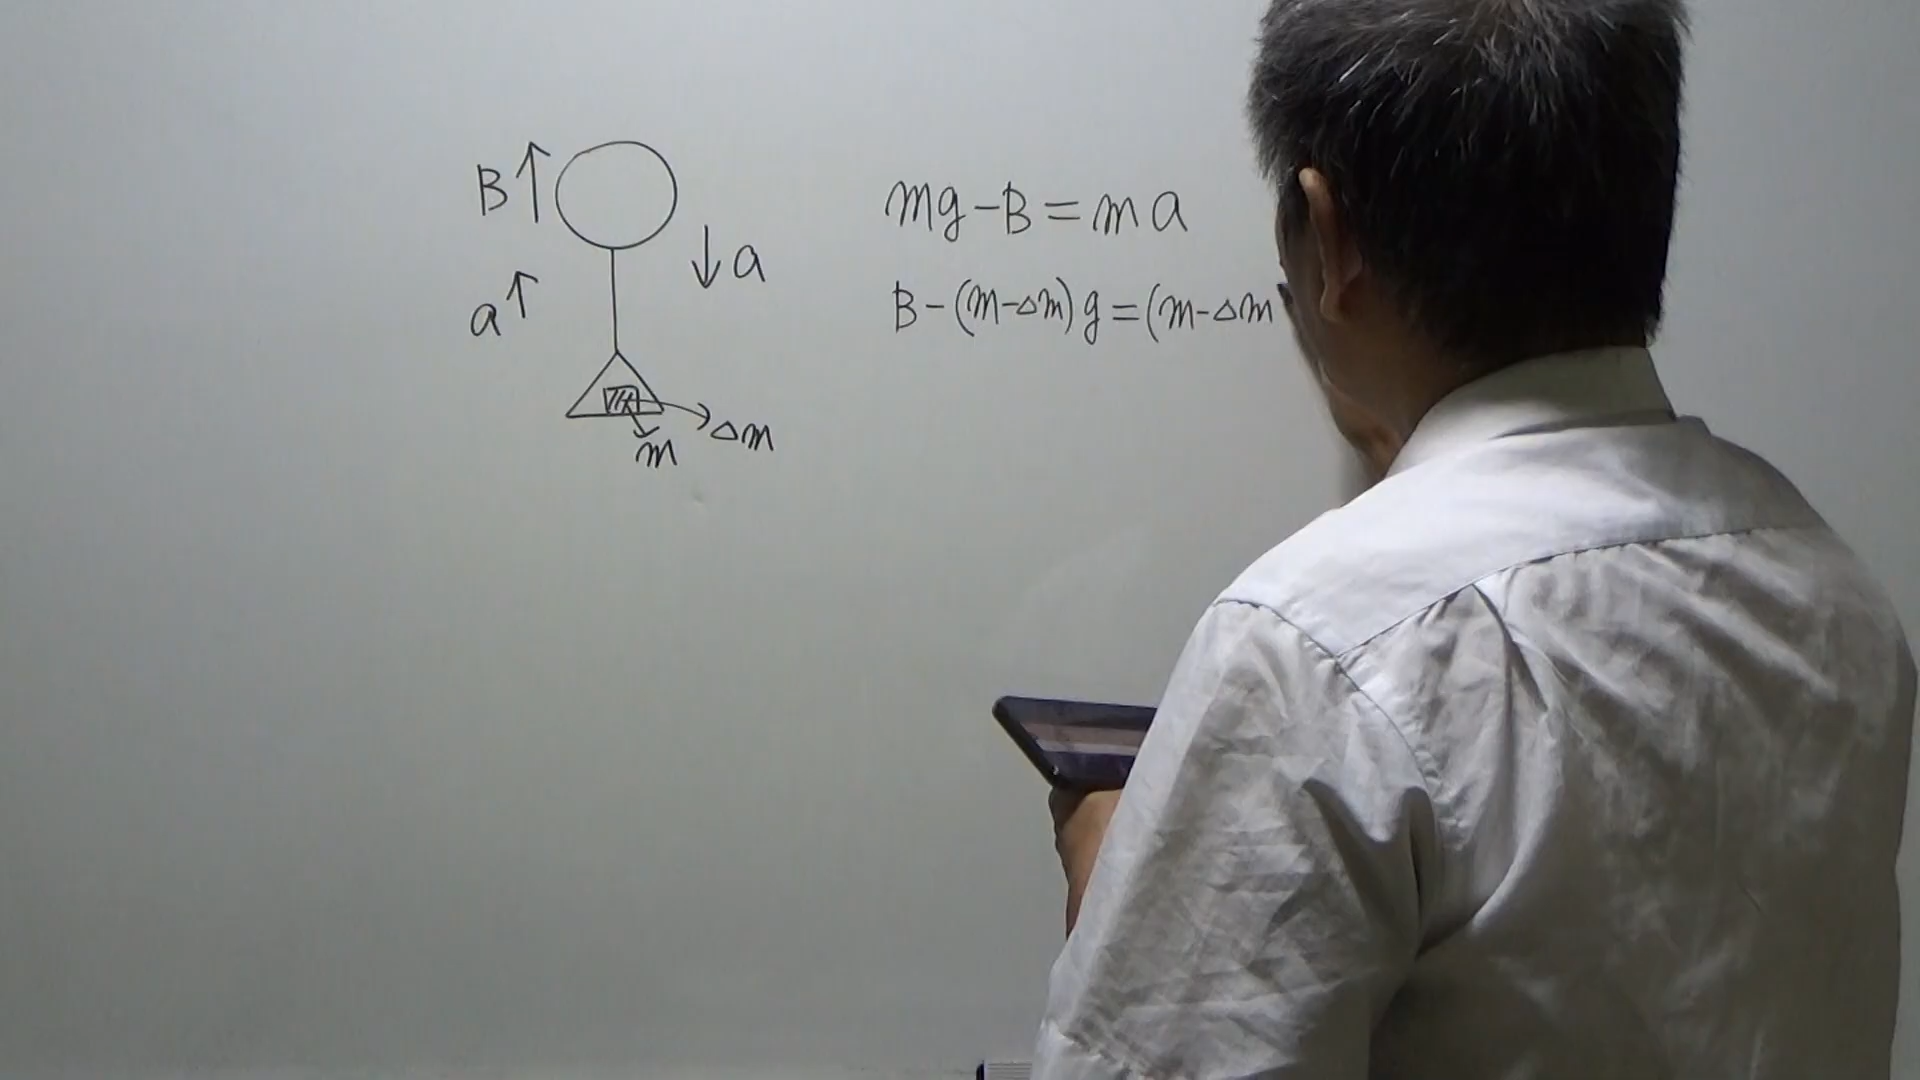 B↑
↓a
a↑
Δm
m
mg-B=ma
B-(m-Δm)g=(m-Δm